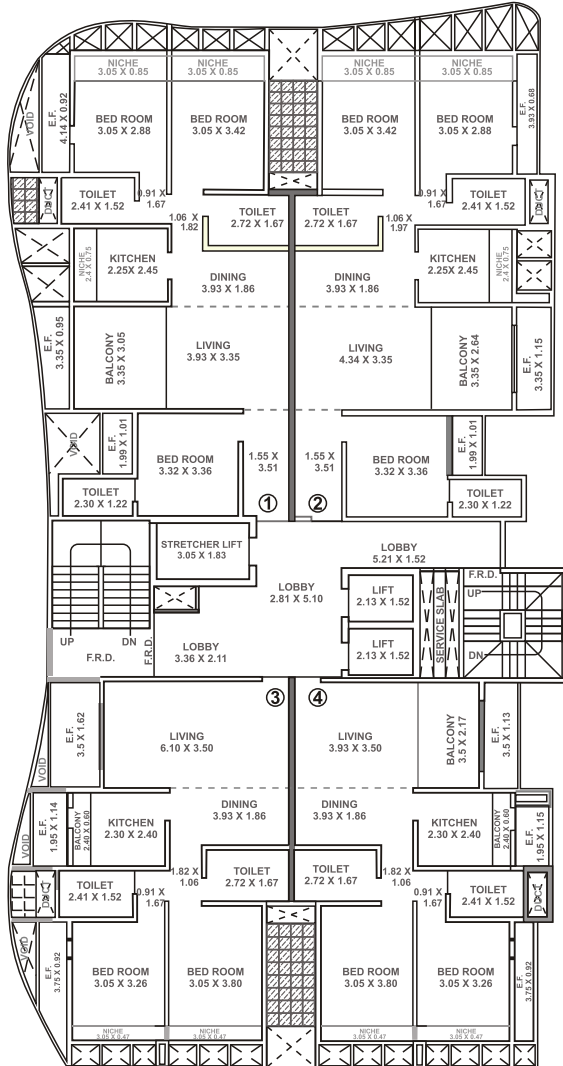 NICHE
3.05 X 0.85
NICHE
3.05 X 0.85
NICHE
3.05 X 0.85
NICHE
3.05 X 0.85
VOID
E.F.
4.14 X 0.92
BED ROOM
3.05 X 2.88
BED ROOM
3.05 X 3.42
BED ROOM
3.05 X 3.42
BED ROOM
3.05 X 2.88
E.F.
3.93 X 0.68
DUCT
TOILET
2.41 X 1.52
0.91 X
1.67
TOILET
2.72 X 1.67
TOILET
2.72 X 1.67
0.91 X
1.67
TOILET
2.41 X 1.52
DUCT
1.06 X
1.82
1.06 X
1.97
NICHE
2.4 X 0.75
KITCHEN
2.25X 2.45
DINING
3.93 X 1.86
DINING
3.93 X 1.86
KITCHEN
2.25X 2.45
NICHE
2.4 X 0.75
E.F.
3.35 X 0.95
BALCONY
3.35 X 3.05
LIVING
3.93 X 3.35
LIVING
4.34 X 3.35
BALCONY
3.35 X 2.64
E.F.
3.35 X 1.15
VOID
E.F.
1.99 X 1.01
BED ROOM
3.32 X 3.36
1.55 X
3.51
1.55 X
3.51
BED ROOM
3.32 X 3.36
E.F.
1.99 X 1.01
TOILET
2.30 X 1.22
TOILET
2.30 X 1.22
1
2
STRETCHER LIFT
3.05 X 1.83
LOBBY
5.21 X 1.52
LOBBY
2.81 X 5.10
LIFT
2.13 X 1.52
LIFT
2.13 X 1.52
SERVICE SLAB
F.R.D.
UP
DN
UP
DN
F.R.D.
F.R.D.
LOBBY
3.36 X 2.11
3
4
VOID
E.F.
3.5 X 1.62
LIVING
6.10 X 3.50
LIVING
3.93 X 3.50
BALCONY
3.5 X 2.17
E.F.
3.5 X 1.13
VOID
E.F.
1.95 X 1.14
BALCONY
2.40 X 0.60
KITCHEN
2.30 X 2.40
DINING
3.93 X 1.86
DINING
3.93 X 1.86
KITCHEN
2.30 X 2.40
BALCONY
2.40 X 0.60
E.F.
1.95 X 1.15
DUCT
TOILET
2.41 X 1.52
0.91 X
1.67
1.82 X
1.06
TOILET
2.72 X 1.67
TOILET
2.72 X 1.67
1.82 X
1.06
0.91 X
1.67
TOILET
2.41 X 1.52
DUCT
VOID
E.F.
3.75 X 0.92
BED ROOM
3.05 X 3.26
BED ROOM
3.05 X 3.80
BED ROOM
3.05 X 3.80
BED ROOM
3.05 X 3.26
E.F.
3.75 X 0.92
NICHE
3.05 X 0.47
NICHE
3.05 X 0.47
NICHE
3.05 X 0.47
NICHE
3.05 X 0.47